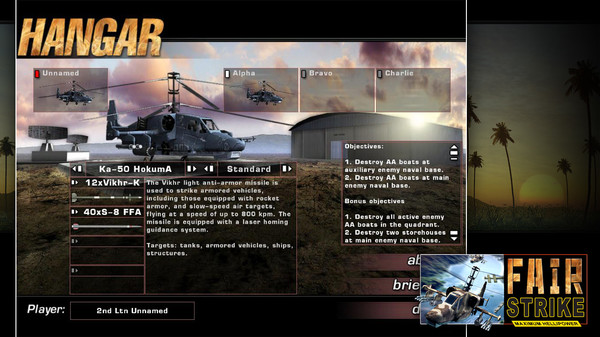 HANGAR
Unnamed
Alpha
Bravo
Charlie
Ka-50 HokumA
Standard
12xVikhr-K
40xS-8 FFA
The Vikhr light anti-armor missile is
used to strike armored vehicles,
including those equipped with rocket
armor, and slow-speed air targets,
flying at a speed of up to 800 kpm. The
missile is equipped with a laser homing
guidance system.
Targets: tanks, armored vehicles, ships,
structures.
Objectives:
1. Destroy AA boats at
auxiliary enemy naval base.
2. Destroy AA boats at main
enemy naval base.
Bonus objectives
1. Destroy all active enemy
AA boats in the quadrant.
2. Destroy two storehouses
at main enemy naval base.
ab
brie
d
Player:
2nd Ltn Unnamed
FAIR
STRIKE
MAXIMUM HELLIPOWER